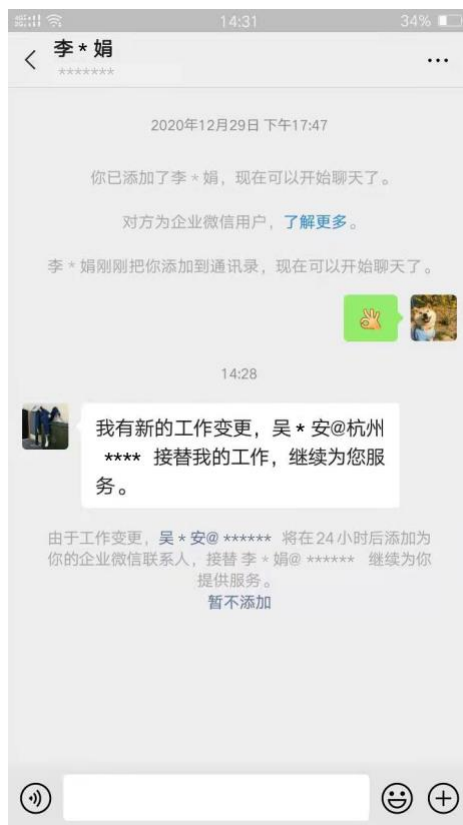 14:31
34%
李*娟
*******
2020年12月29日 下午17:47
你已添加了李*娟，现在可以开始聊天了。
对方为企业微信用户，了解更多。
李*娟刚刚把你添加到通讯录，现在可以开始聊天了。
14:28
我有新的工作变更，吴*安@杭州
**** 接替我的工作，继续为您服
务。
由于工作变更，吴*安@ ****** 将在24小时后添加为
你的企业微信联系人，接替 李*娟@ ****** 继续为你
提供服务。
暂不添加